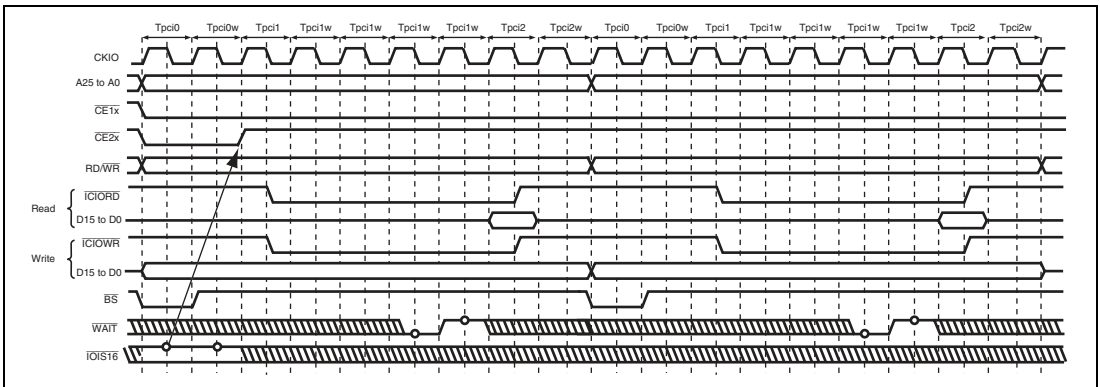 Tpci0 Tpci0w Tpci1 Tpci1w Tpci1w Tpci1w Tpci1w Tpci2 Tpci2w Tpci0 Tpci0w Tpci1 Tpci1w Tpci1w Tpci1w Tpci1w Tpci2 Tpci2w
CKIO
A25 to A0
CE1x
CE2x
RD/WR
Read
ICIORD
D15 to D0
Write
ICIOWR
D15 to D0
BS
WAIT
IOIS16